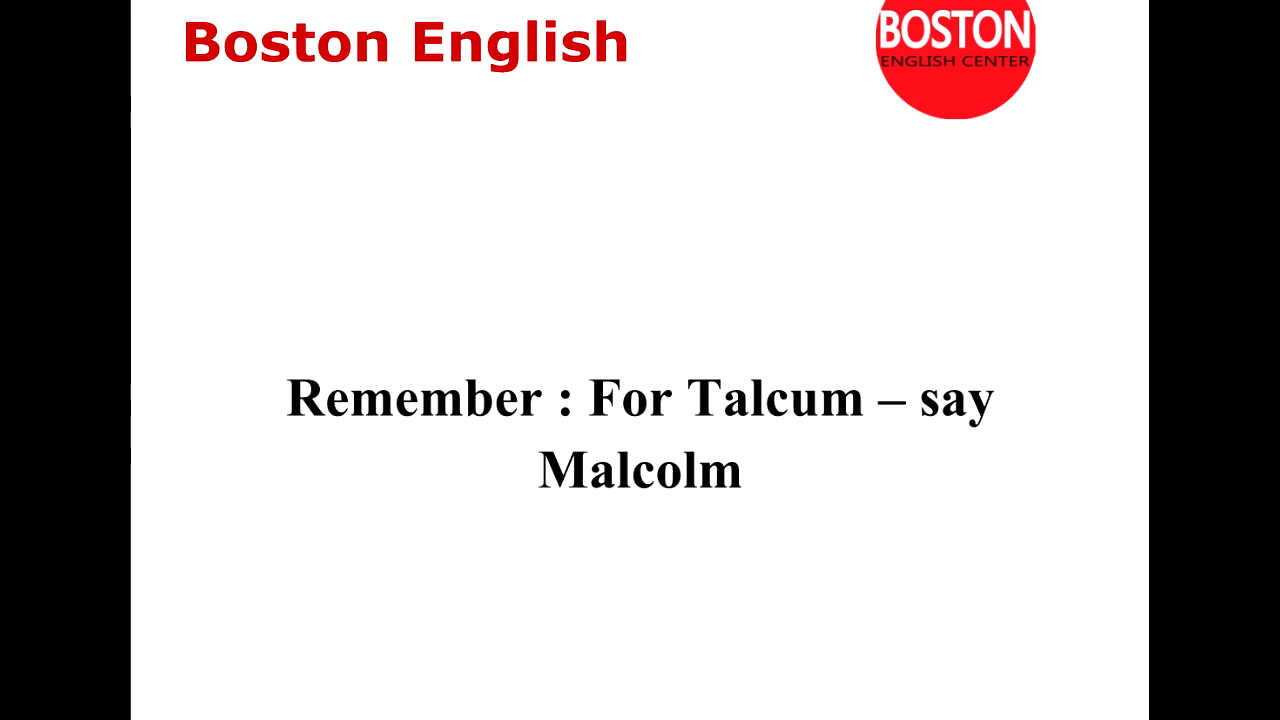 Boston English
BOSTON
ENGLISH CENTER
Remember : For Talcum – say
Malcolm